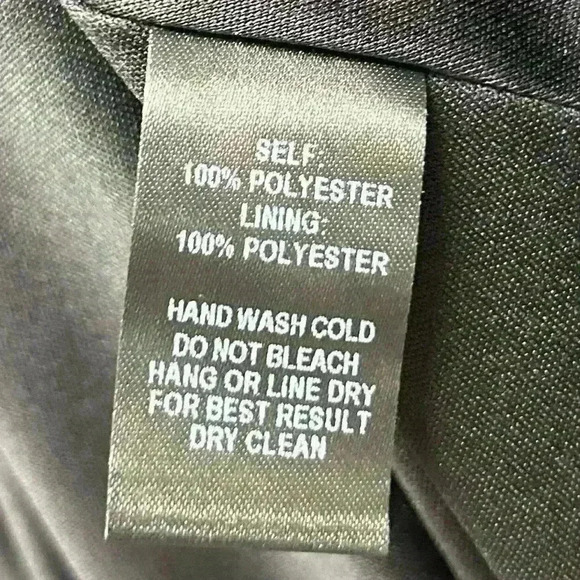 SELF:
100% POLYESTER
LINING:
100% POLYESTER
HAND WASH COLD
DO NOT BLEACH
HANG OR LINE DRY
FOR BEST RESULT
DRY CLEAN